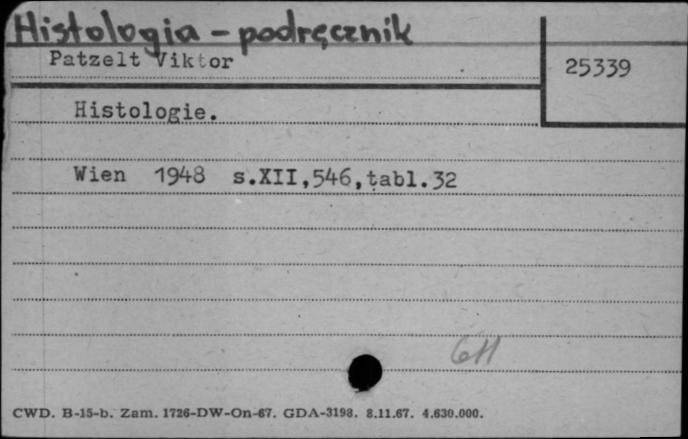 Histologia - podręcznik
Patzelt Viktor
25339
Histologie.
Wien 1948 s.XII,546,tabl.32
CWD. B-15-b. Zam. 1726-DW-On-67. GDA-3198. 8.11.67. 4.630.000.